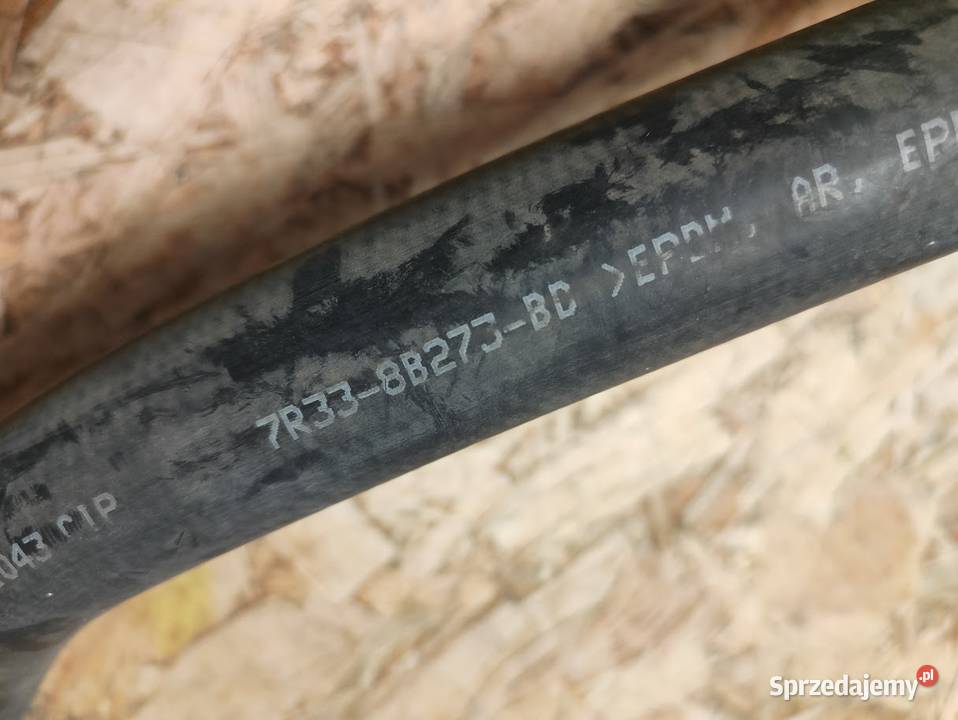 043 CIP 7R33-8B273-BD >EPDM, AR, EP
Sprzedajemy.pl